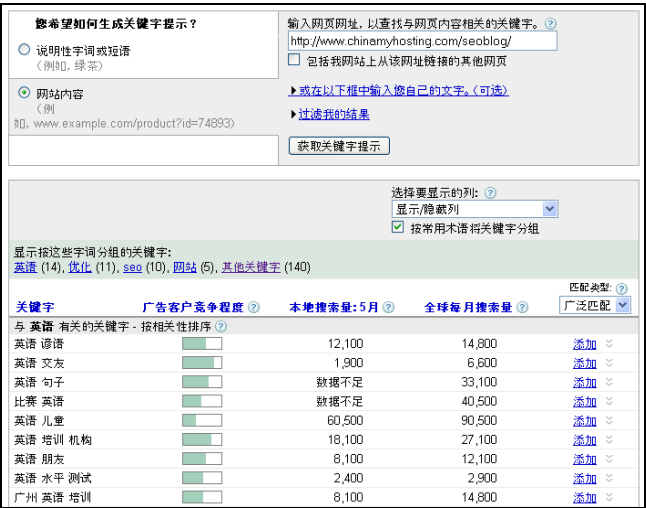 您希望如何生成关键字提示？
说明性字词或短语
（例如, 绿茶）
网站内容
（例
如, www.example.com/product?id=74893）
输入网页网址, 以查找与网页内容相关的关键字。
http://www.chinamyhosting.com/seoblog/
包括我网站上从该网址链接的其他网页
或在以下框中输入您自己的文字。（可选）
过滤我的结果
获取关键字提示
选择要显示的列:
显示/隐藏列
按常用术语将关键字分组
显示按这些字词分组的关键字:
英语 (14), 优化 (11), seo (10), 网站 (5), 其他关键字 (140)
匹配类型:
关键字 广告客户竞争程度 本地搜索量:5月 全球每月搜索量 广泛匹配
与 英语 有关的关键字 - 按相关性排序
英语 谚语 12,100 14,800 添加
英语 交友 1,900 6,600 添加
英语 句子 数据不足 33,100 添加
比赛 英语 数据不足 40,500 添加
英语 儿童 60,500 90,500 添加
英语 培训 机构 18,100 27,100 添加
英语 朋友 8,100 12,100 添加
英语 水平 测试 2,400 2,900 添加
广州 英语 培训 8,100 14,800 添加